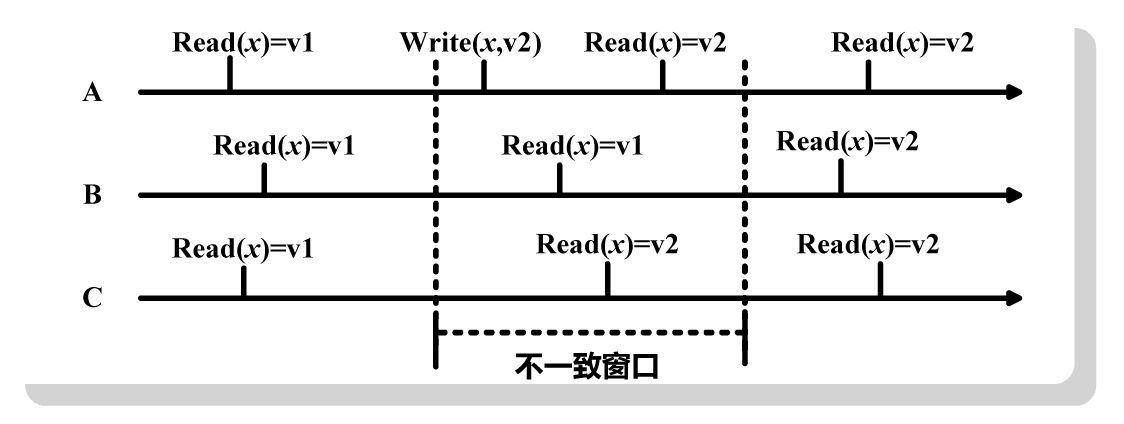 Read(x)=v1 Write(x,v2) Read(x)=v2 Read(x)=v2
A
Read(x)=v1 Read(x)=v1 Read(x)=v2
B
Read(x)=v1 Read(x)=v2 Read(x)=v2
C
不一致窗口